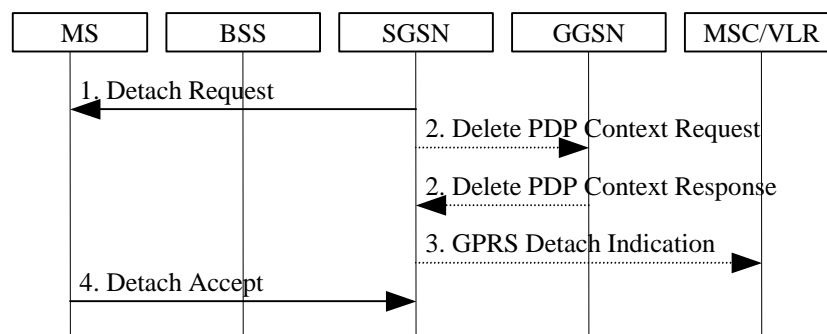 MS BSS SGSN GGSN MSC/VLR
1. Detach Request
2. Delete PDP Context Request
2. Delete PDP Context Response
3. GPRS Detach Indication
4. Detach Accept